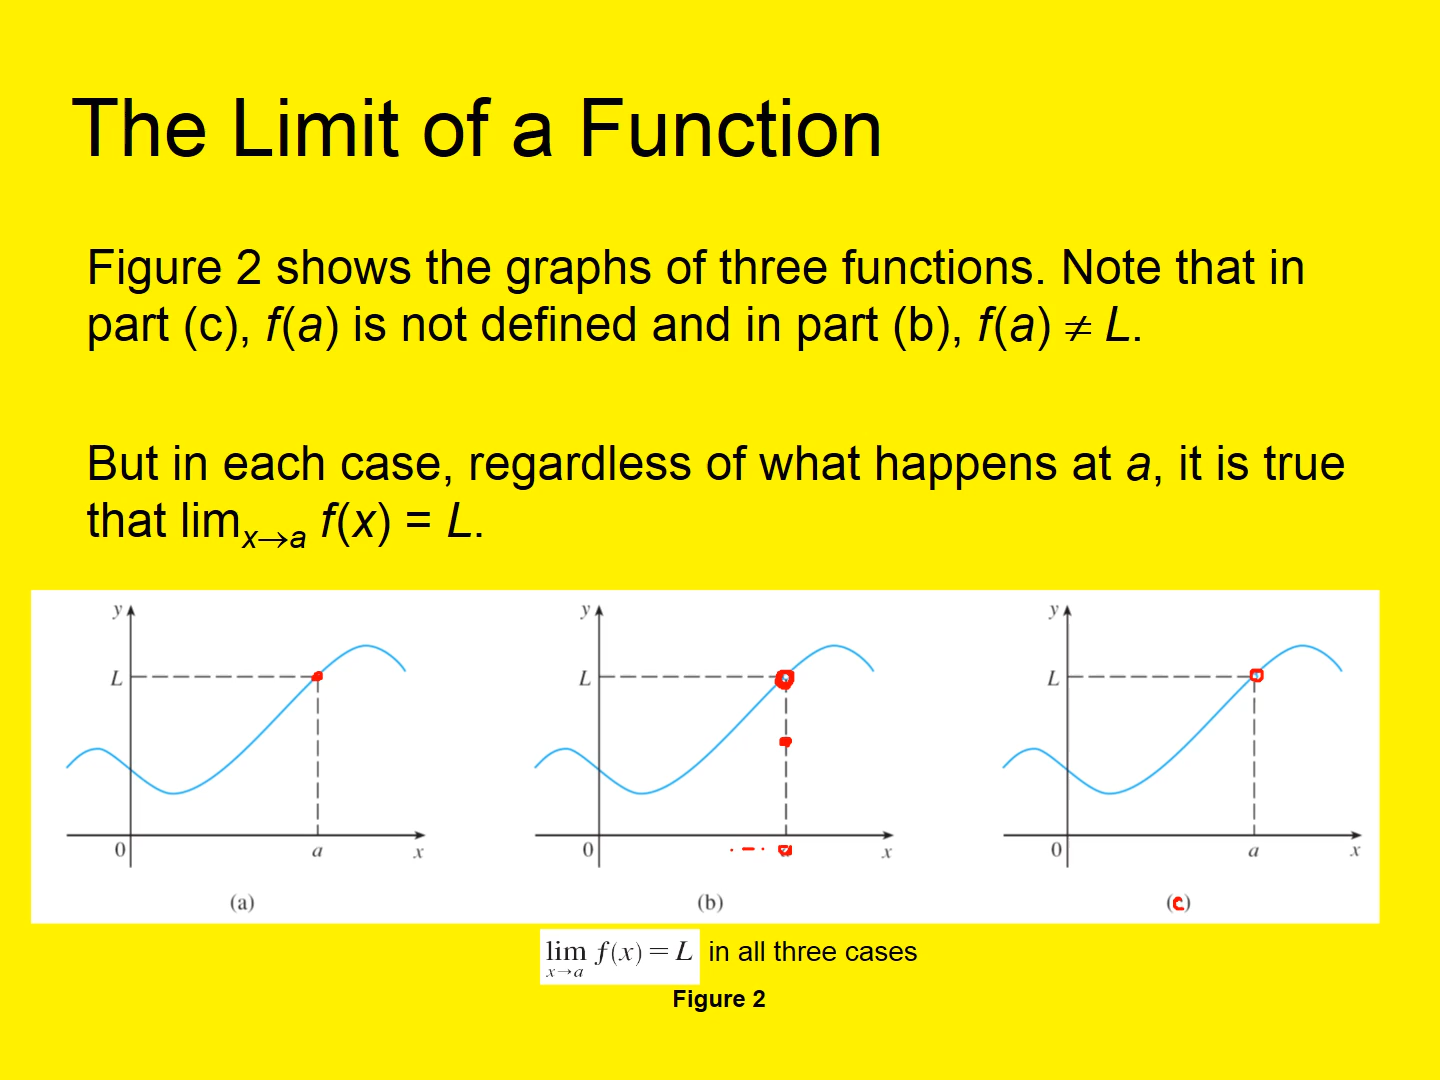 The Limit of a Function
Figure 2 shows the graphs of three functions. Note that in
part (c), f(a) is not defined and in part (b), f(a) ≠ L.
But in each case, regardless of what happens at a, it is true
that lim x→a f(x) = L.
y
L
0
a
x
(a)
y
L
0
a
x
(b)
y
L
0
a
x
(c)
lim x→a f(x) = L in all three cases
Figure 2